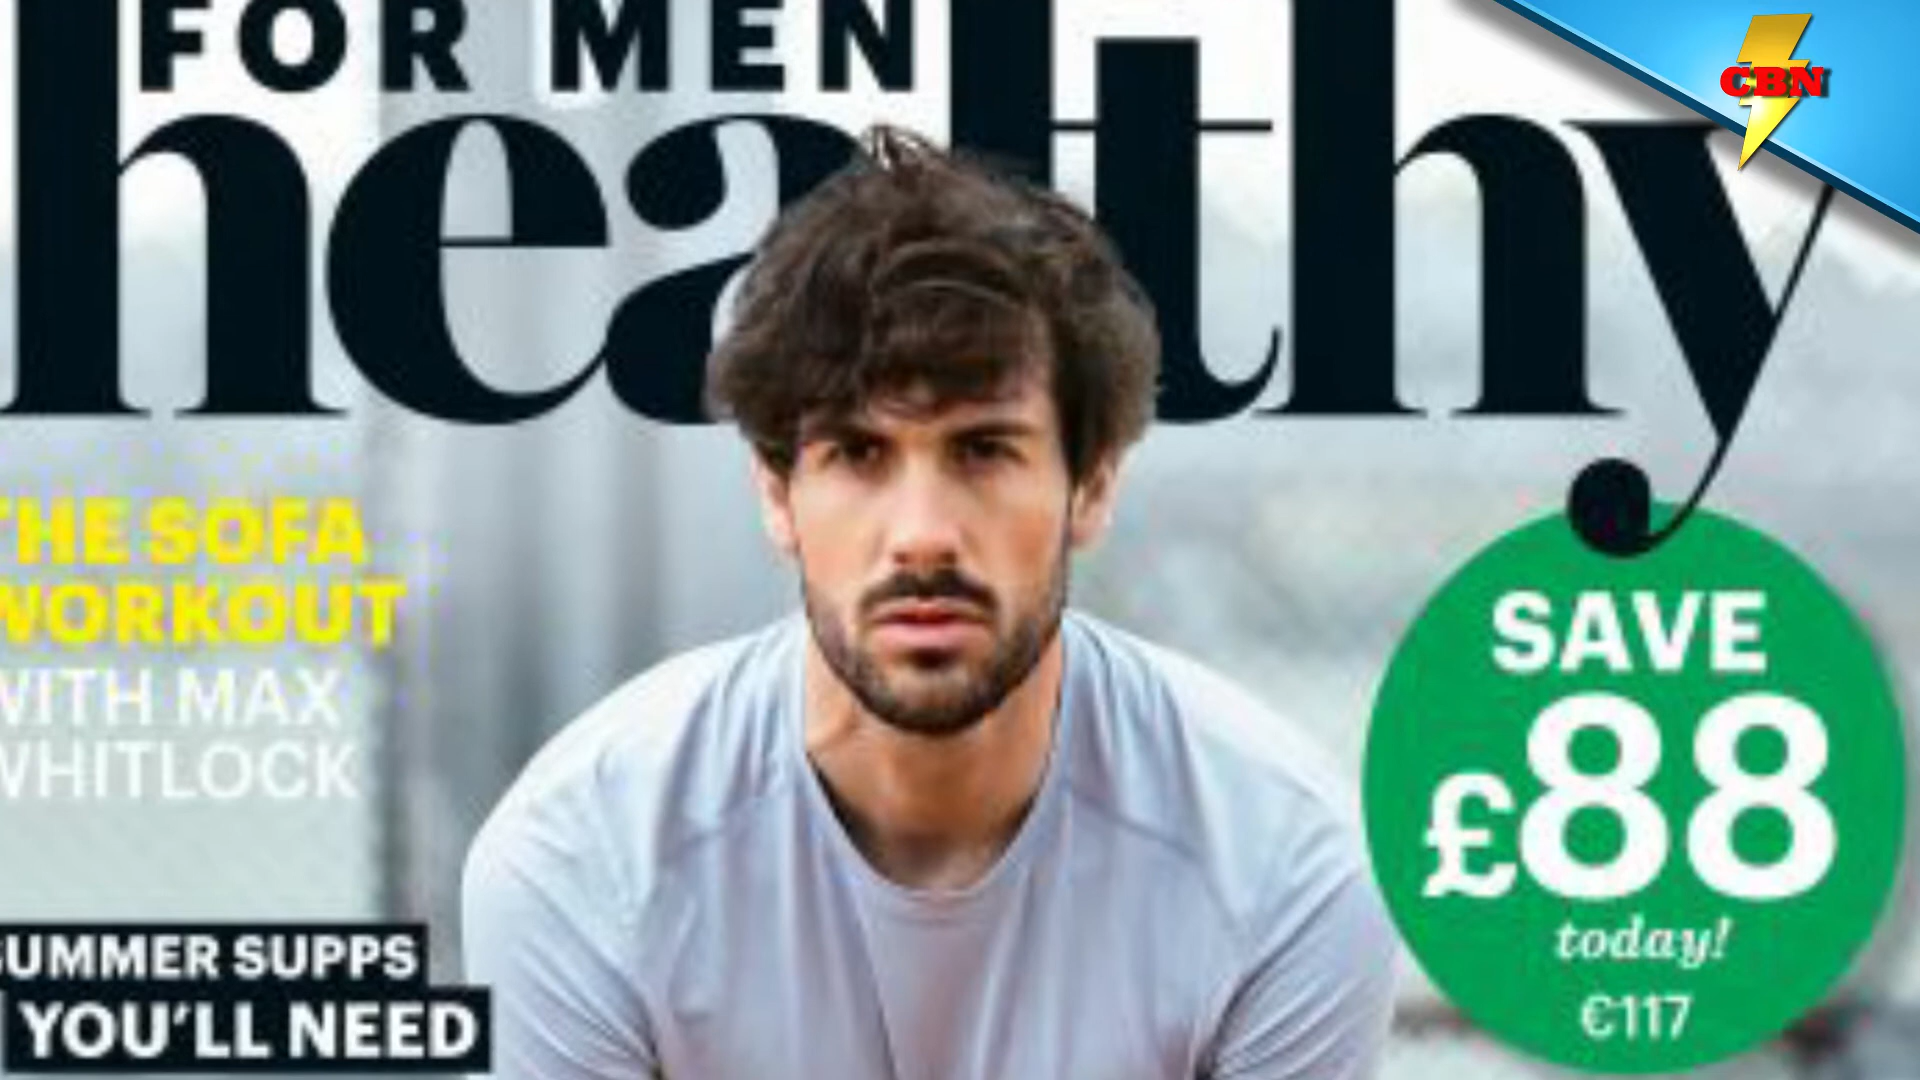 FOR MEN
healthy
CBN
THE SOFA
WORKOUT
WITH MAX
WHITLOCK
SUMMER SUPPS
YOU'LL NEED
SAVE
£88
today!
€117